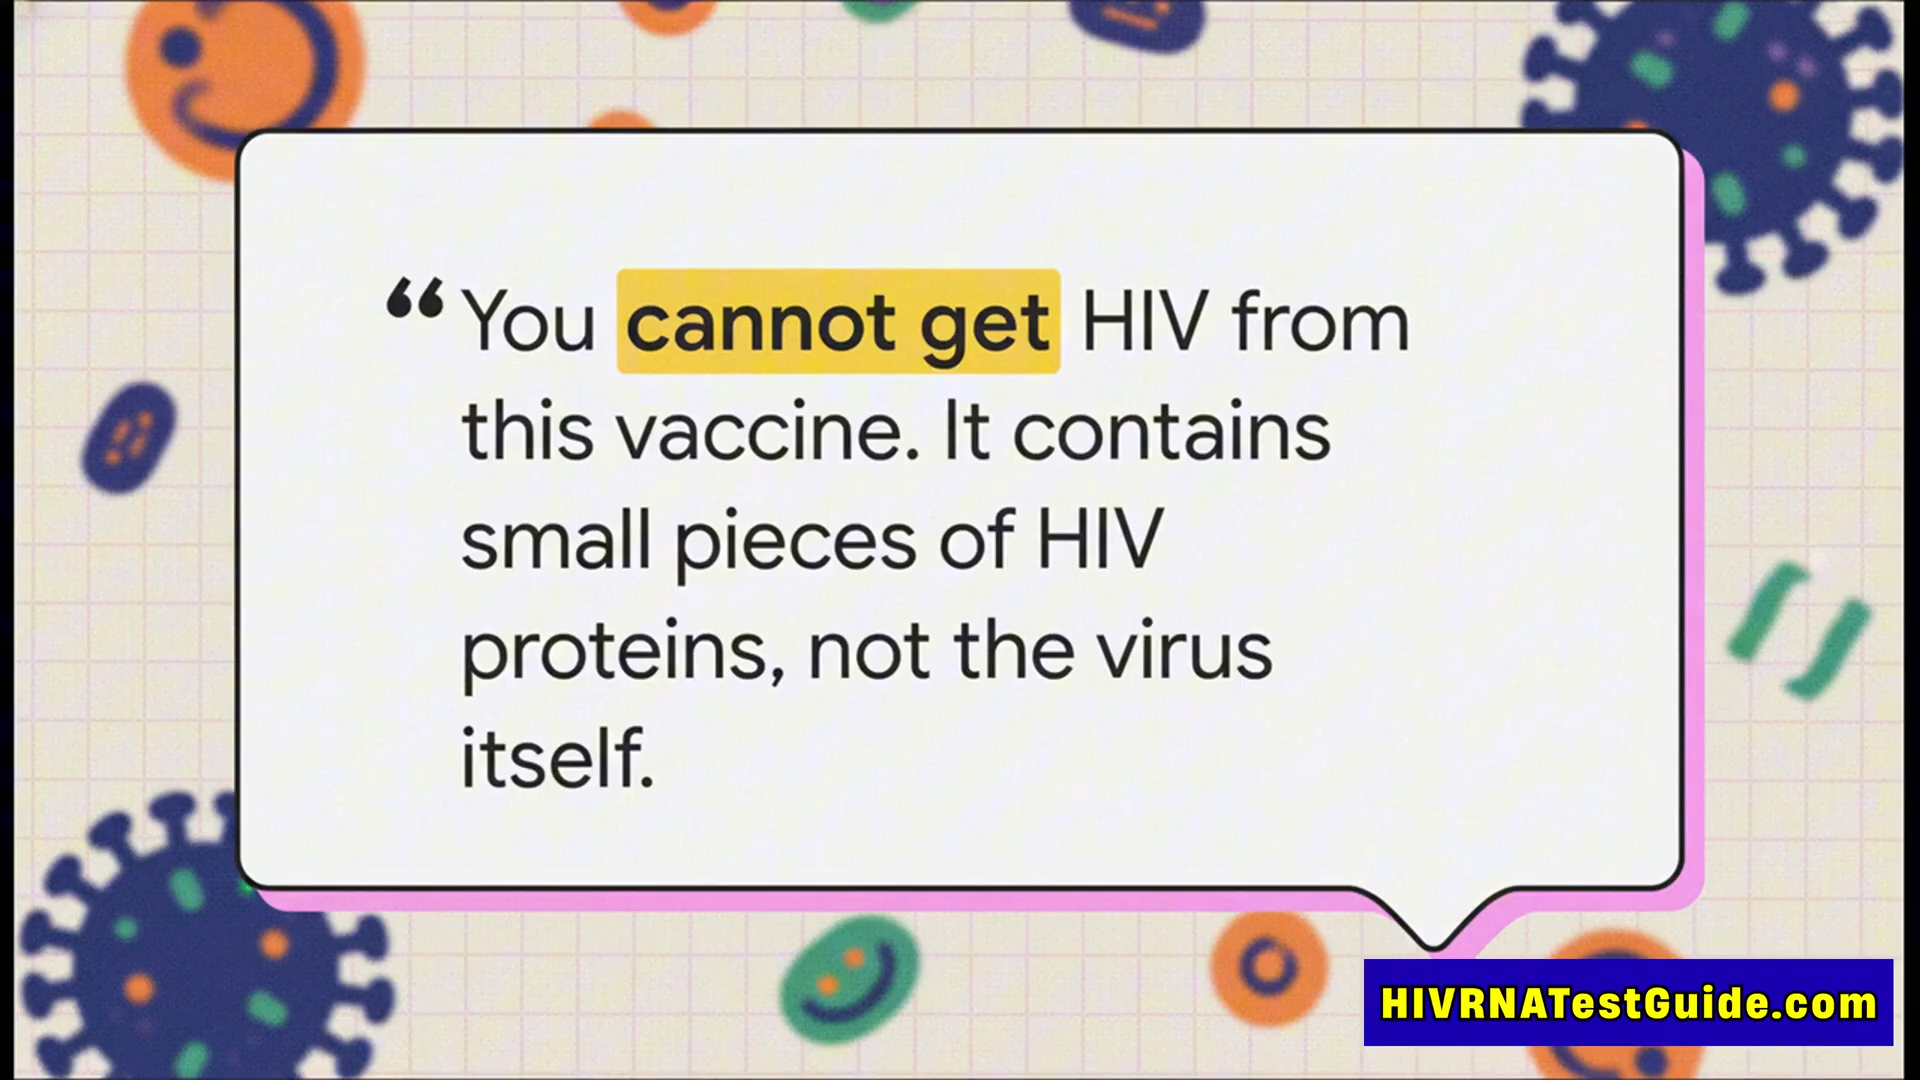 “You cannot get HIV from
this vaccine. It contains
small pieces of HIV
proteins, not the virus
itself.
HIVRNATestGuide.com